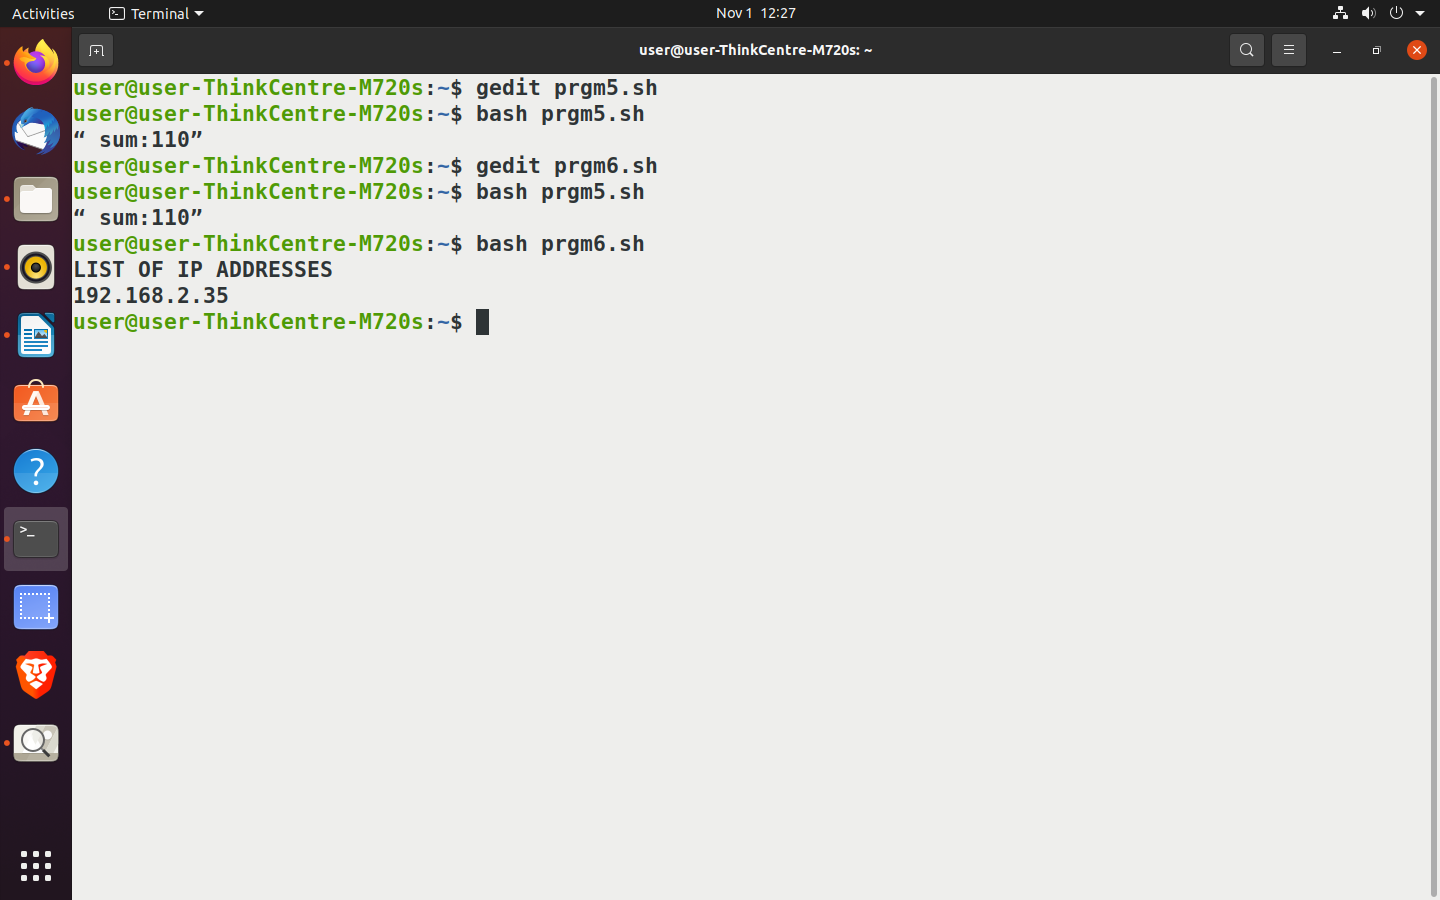 Activities
Terminal
Nov 1 12:27
user@user-ThinkCentre-M720s: ~
user@user-ThinkCentre-M720s:~$ gedit prgm5.sh
user@user-ThinkCentre-M720s:~$ bash prgm5.sh
“ sum:110”
user@user-ThinkCentre-M720s:~$ gedit prgm6.sh
user@user-ThinkCentre-M720s:~$ bash prgm5.sh
“ sum:110”
user@user-ThinkCentre-M720s:~$ bash prgm6.sh
LIST OF IP ADDRESSES
192.168.2.35
user@user-ThinkCentre-M720s:~$